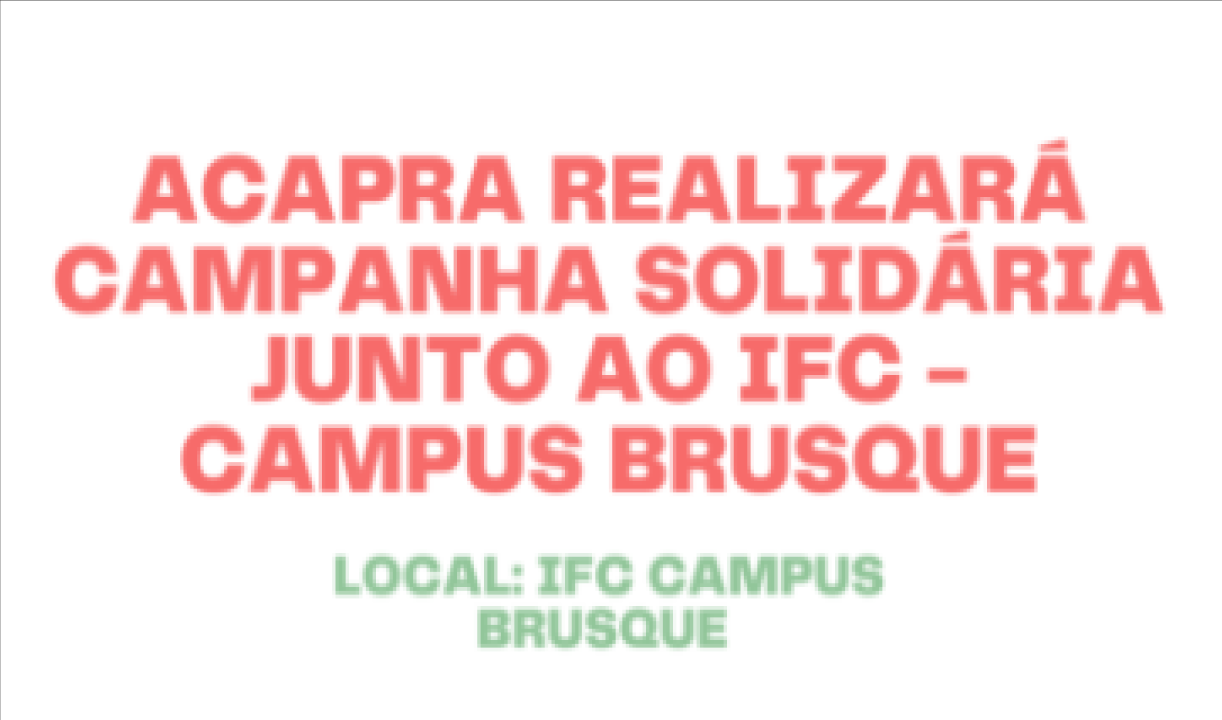 ACAPRA REALIZARÁ
CAMPANHA SOLIDÁRIA
JUNTO AO IFC –
CAMPUS BRUSQUE
LOCAL: IFC CAMPUS
BRUSQUE